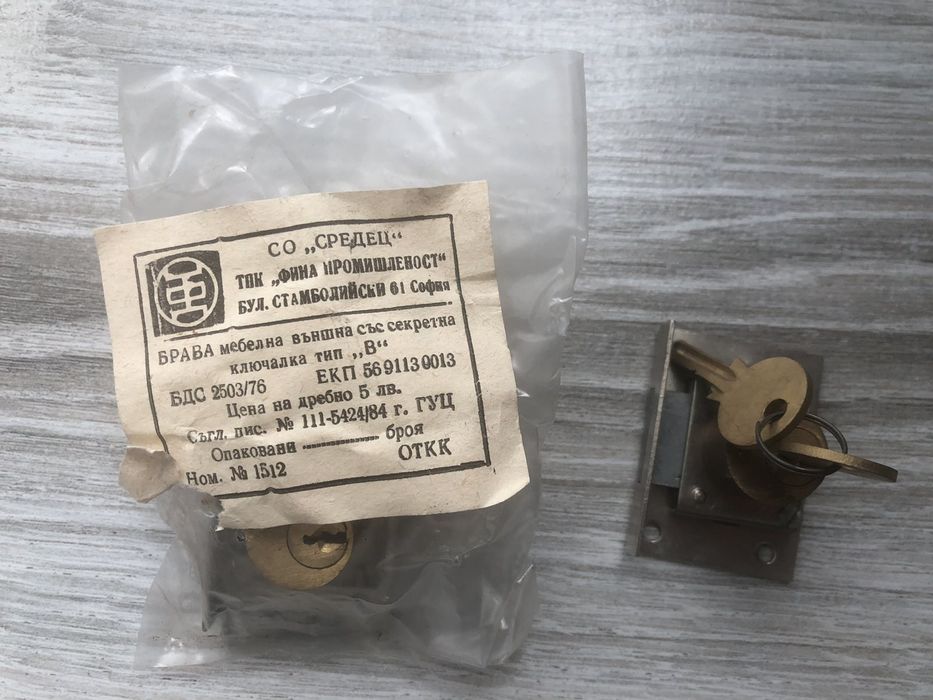 СО „СРЕДЕЦ“
ТПК „ФИНА ПРОМИШЛЕНОСТ“
БУЛ. СТАМБОЛИЙСКИ 61 София
БРАВА мебелна външна със секретна
ключалка тип „В“
БДС 2503/76 ЕКП 5691130013
Цена на дребно 5 лв.
Съгл. пис. № 111-5424/84 г. ГУЦ
Опаковани ................ броя
Ном. № 1512 ОТКК